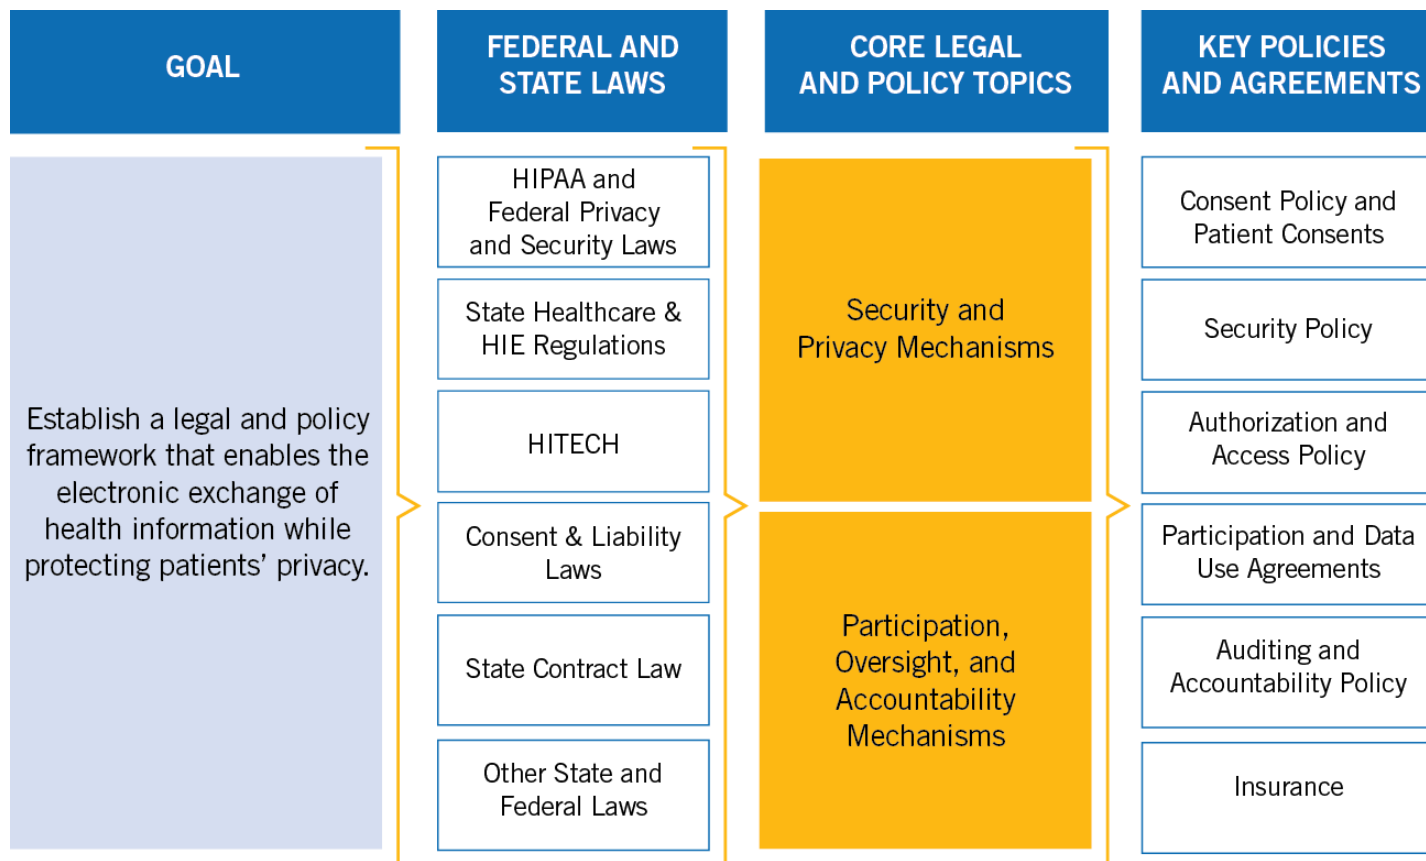 GOAL
FEDERAL AND
STATE LAWS
CORE LEGAL
AND POLICY TOPICS
KEY POLICIES
AND AGREEMENTS
Establish a legal and policy
framework that enables the
electronic exchange of
health information while
protecting patients’ privacy.
HIPAA and
Federal Privacy
and Security Laws
State Healthcare &
HIE Regulations
HITECH
Consent & Liability
Laws
State Contract Law
Other State and
Federal Laws
Security and
Privacy Mechanisms
Participation,
Oversight, and
Accountability
Mechanisms
Consent Policy and
Patient Consents
Security Policy
Authorization and
Access Policy
Participation and Data
Use Agreements
Auditing and
Accountability Policy
Insurance